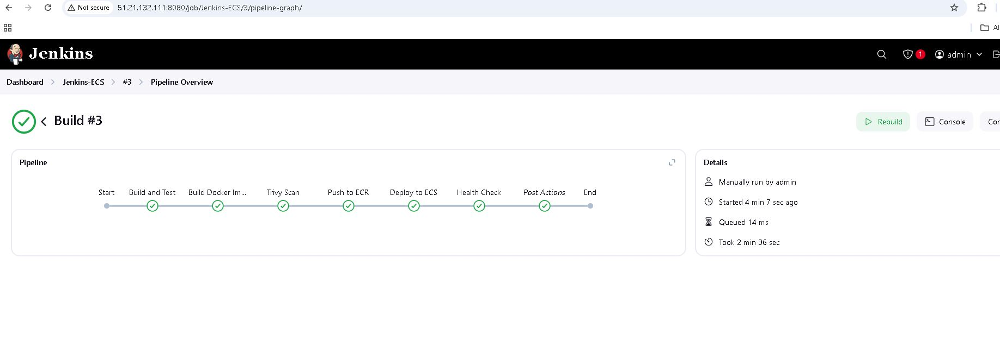 Not secure 51.21.132.111:8080/job/Jenkins-ECS/3/pipeline-graph/
Al
Jenkins
1 admin
Dashboard Jenkins-ECS #3 Pipeline Overview
Build #3
Rebuild Console Cor
Pipeline
Start Build and Test Build Docker Im... Trivy Scan Push to ECR Deploy to ECS Health Check Post Actions End
Details
Manually run by admin
Started 4 min 7 sec ago
Queued 14 ms
Took 2 min 36 sec